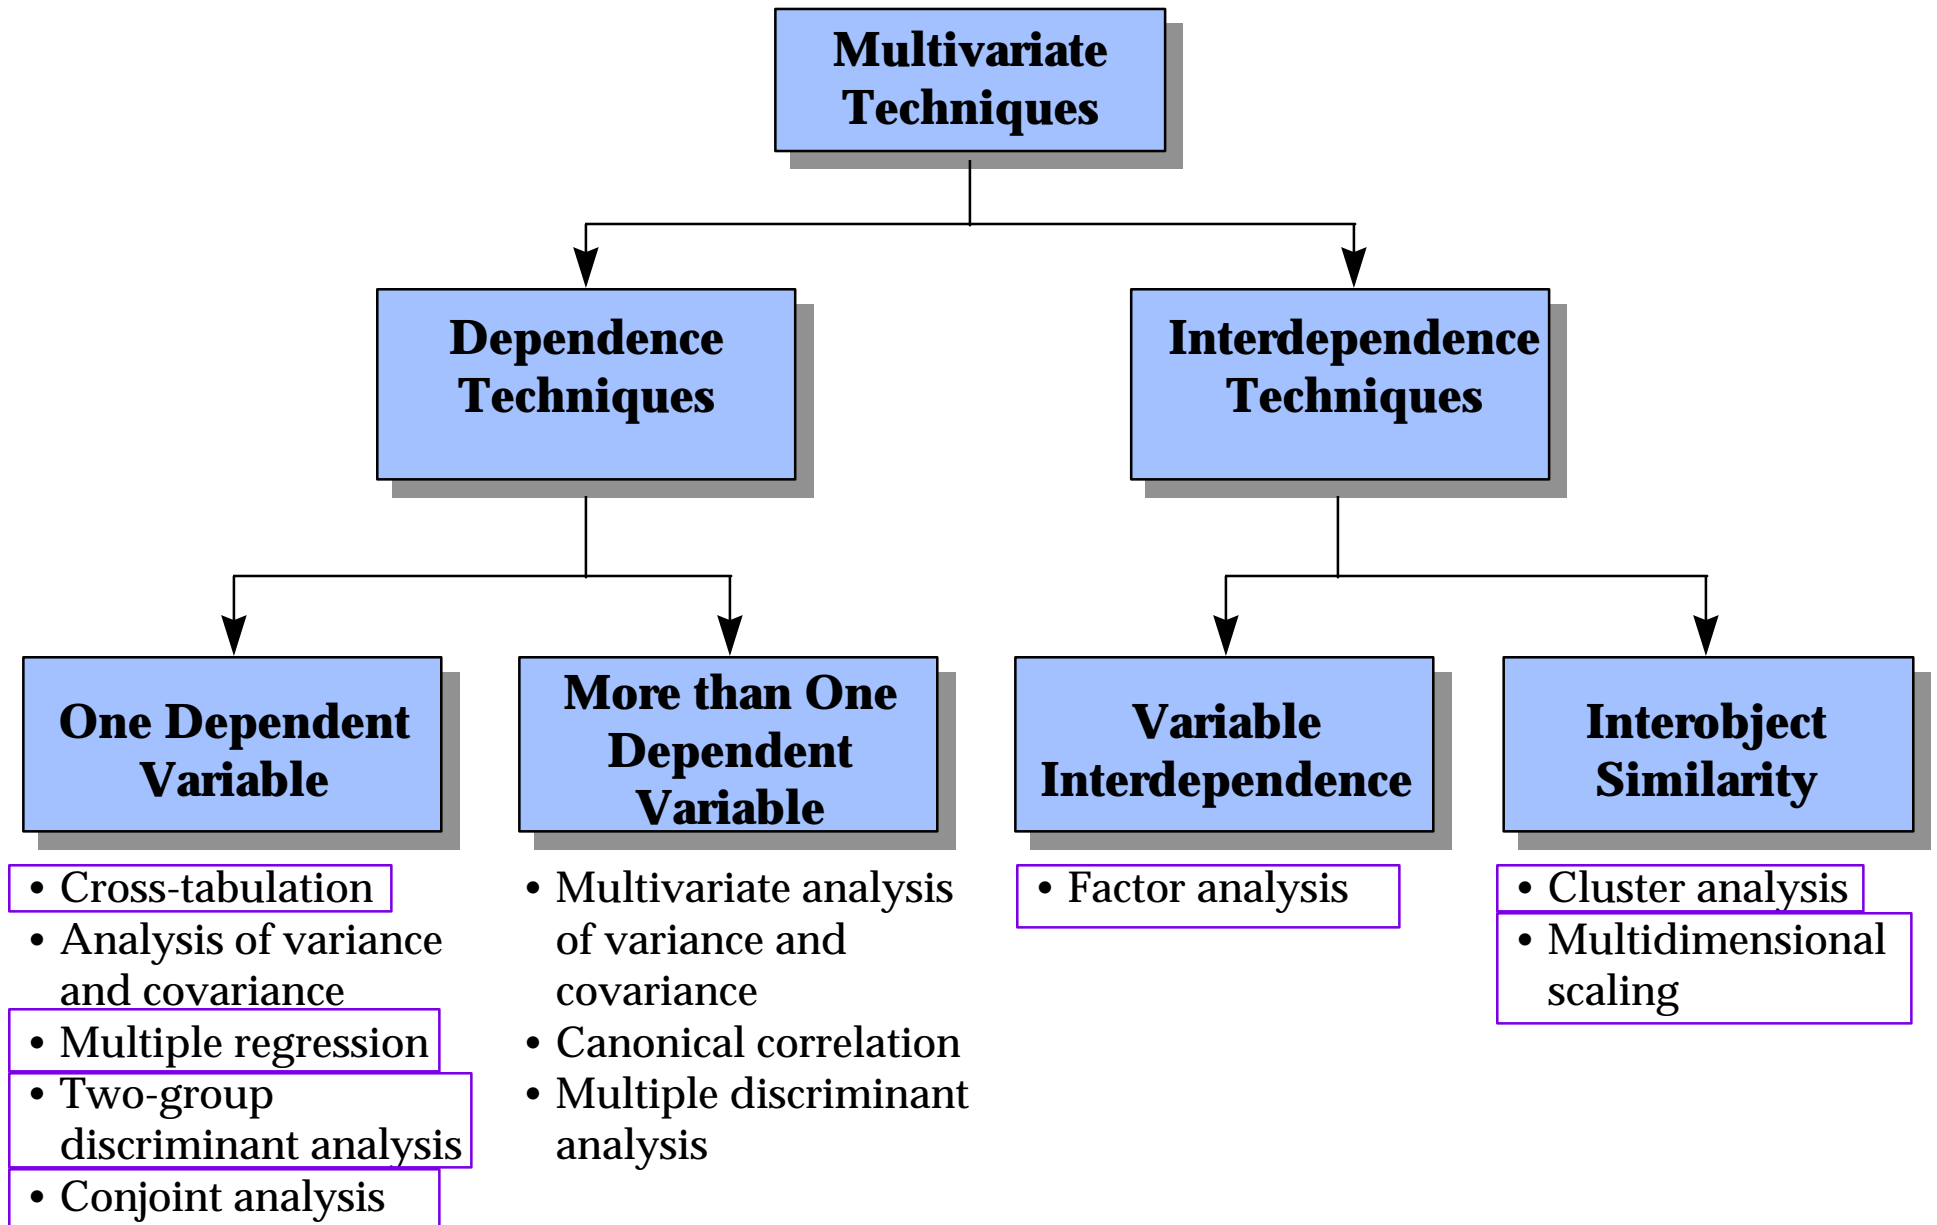 Multivariate
Techniques
Dependence
Techniques
Interdependence
Techniques
One Dependent
Variable
More than One
Dependent
Variable
Variable
Interdependence
Interobject
Similarity
• Cross-tabulation
• Analysis of variance
and covariance
• Multiple regression
• Two-group
discriminant analysis
• Conjoint analysis
• Multivariate analysis
of variance and
covariance
• Canonical correlation
• Multiple discriminant
analysis
• Factor analysis
• Cluster analysis
• Multidimensional
scaling